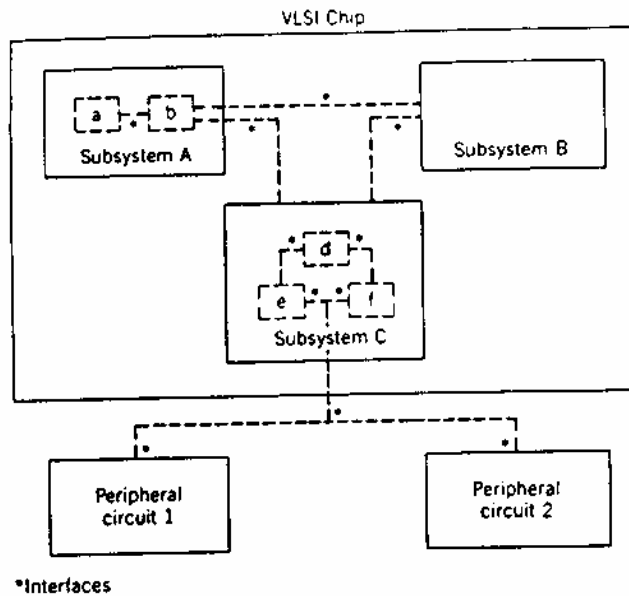 VLSI Chip
*
a
*
b
*
*
Subsystem A
Subsystem B
*
d
*
e
*
*
f
Subsystem C
*
*
*
Peripheral
circuit 1
Peripheral
circuit 2
*Interfaces